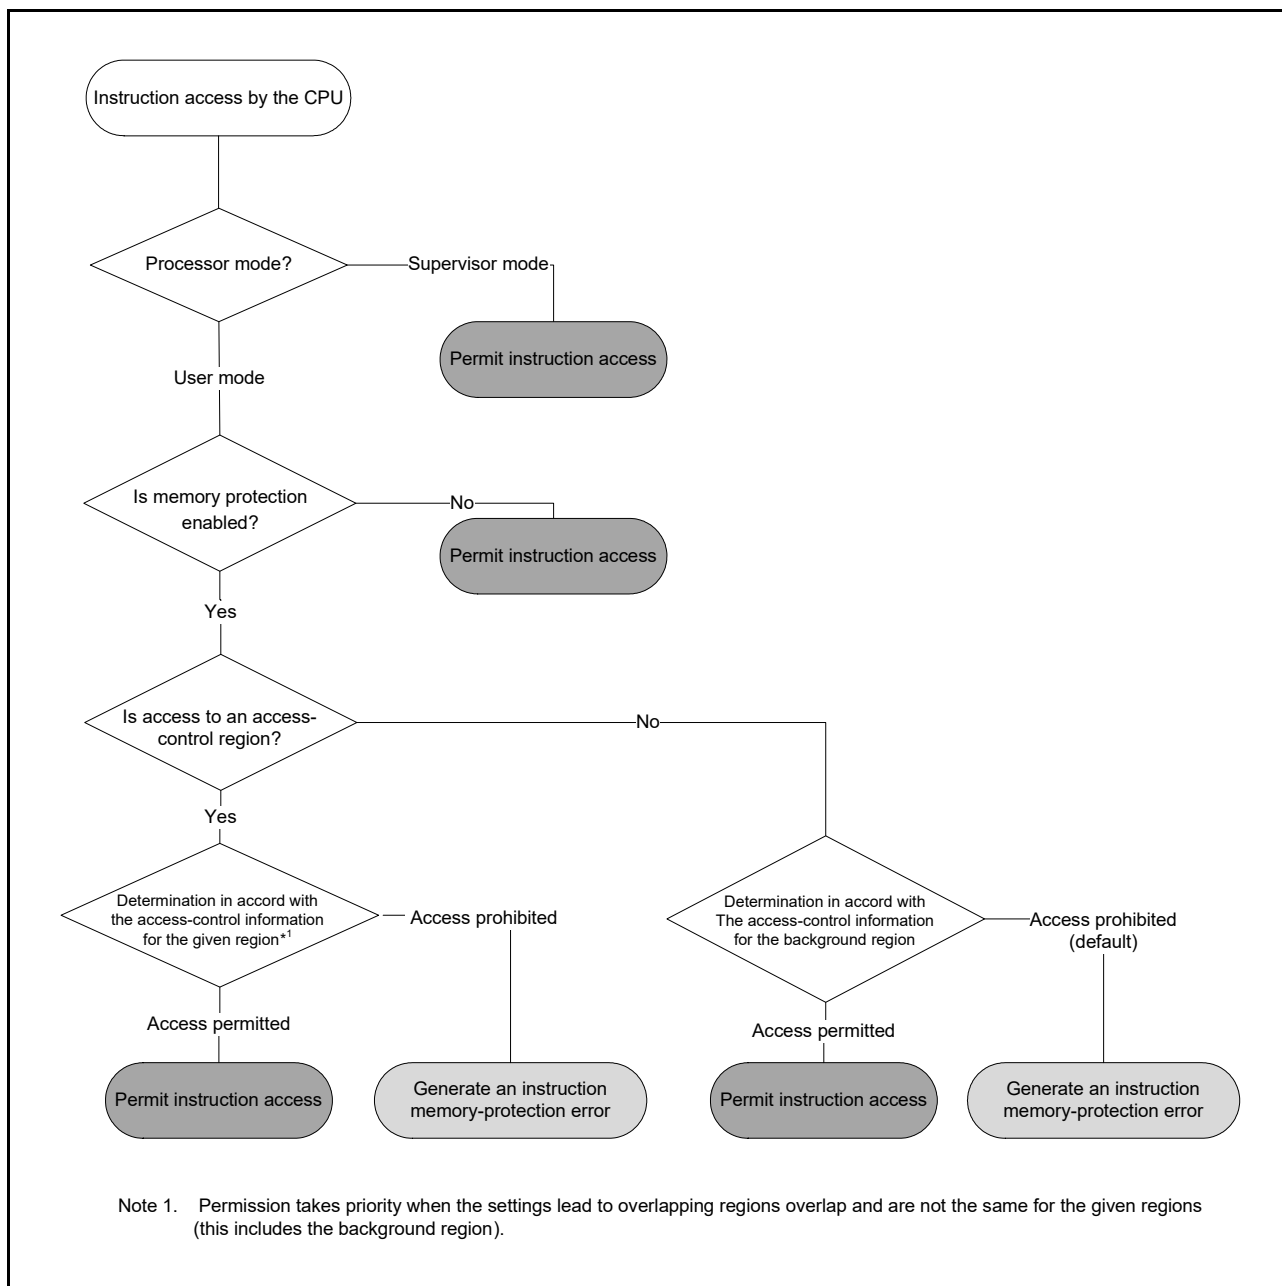 Instruction access by the CPU
Processor mode?
Supervisor mode
Permit instruction access
User mode
Is memory protection
enabled?
No
Permit instruction access
Yes
Is access to an access-
control region?
No
Yes
Determination in accord with
the access-control information
for the given region*1
Access prohibited
Determination in accord with
The access-control information
for the background region
Access prohibited
(default)
Access permitted
Access permitted
Permit instruction access
Generate an instruction
memory-protection error
Permit instruction access
Generate an instruction
memory-protection error
Note 1. Permission takes priority when the settings lead to overlapping regions overlap and are not the same for the given regions
(this includes the background region).